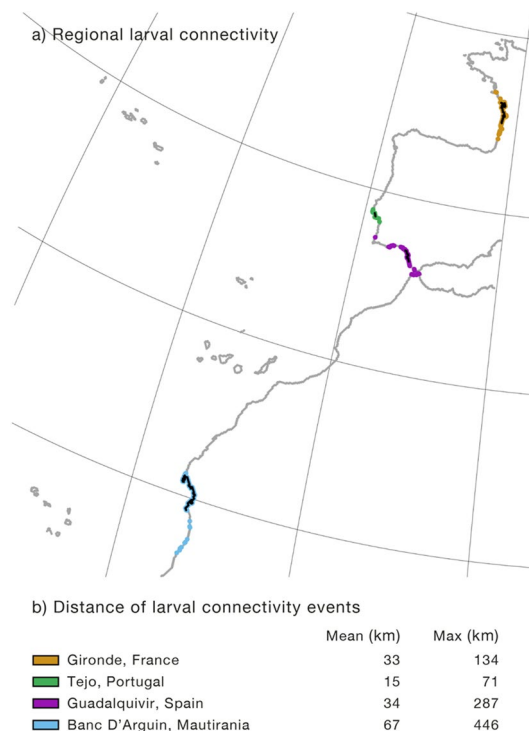 a) Regional larval connectivity
b) Distance of larval connectivity events
Mean (km) Max (km)
Gironde, France 33 134
Tejo, Portugal 15 71
Guadalquivir, Spain 34 287
Banc D'Arguin, Mautirania 67 446